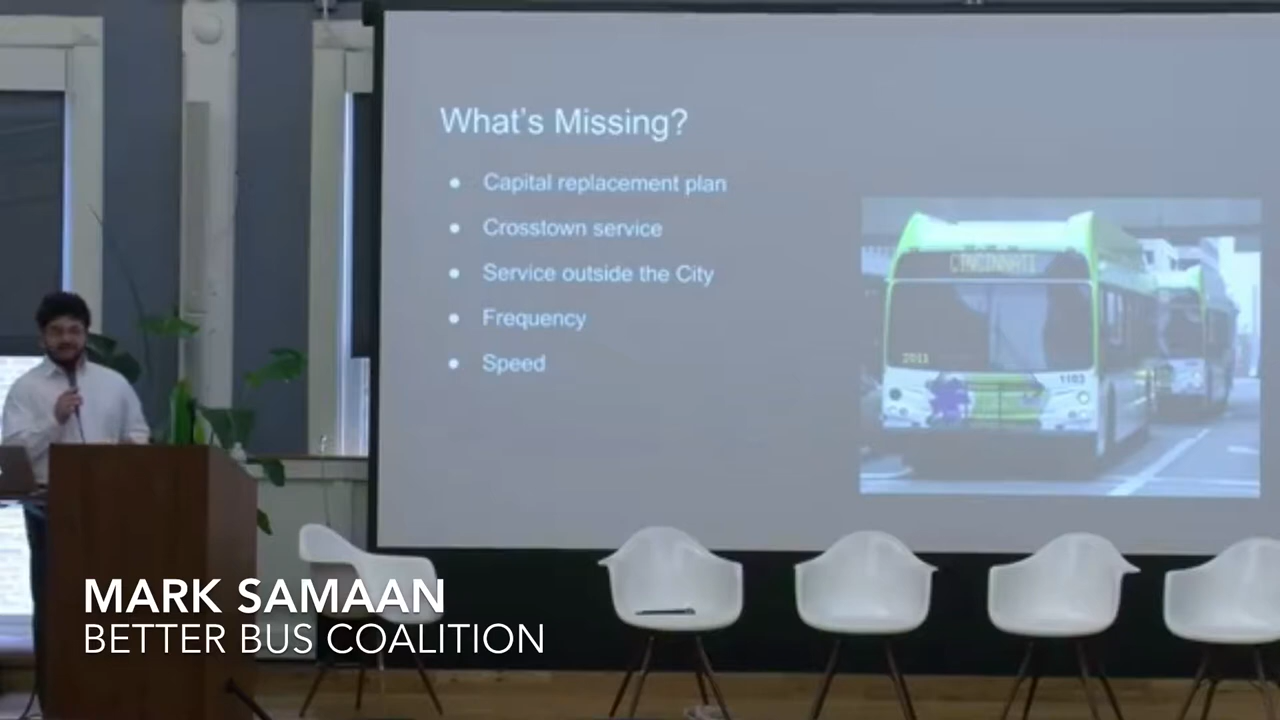 What's Missing?
● Capital replacement plan
● Crosstown service
● Service outside the City
● Frequency
● Speed
CINCINNATI
2011
1103
MARK SAMAAN
BETTER BUS COALITION